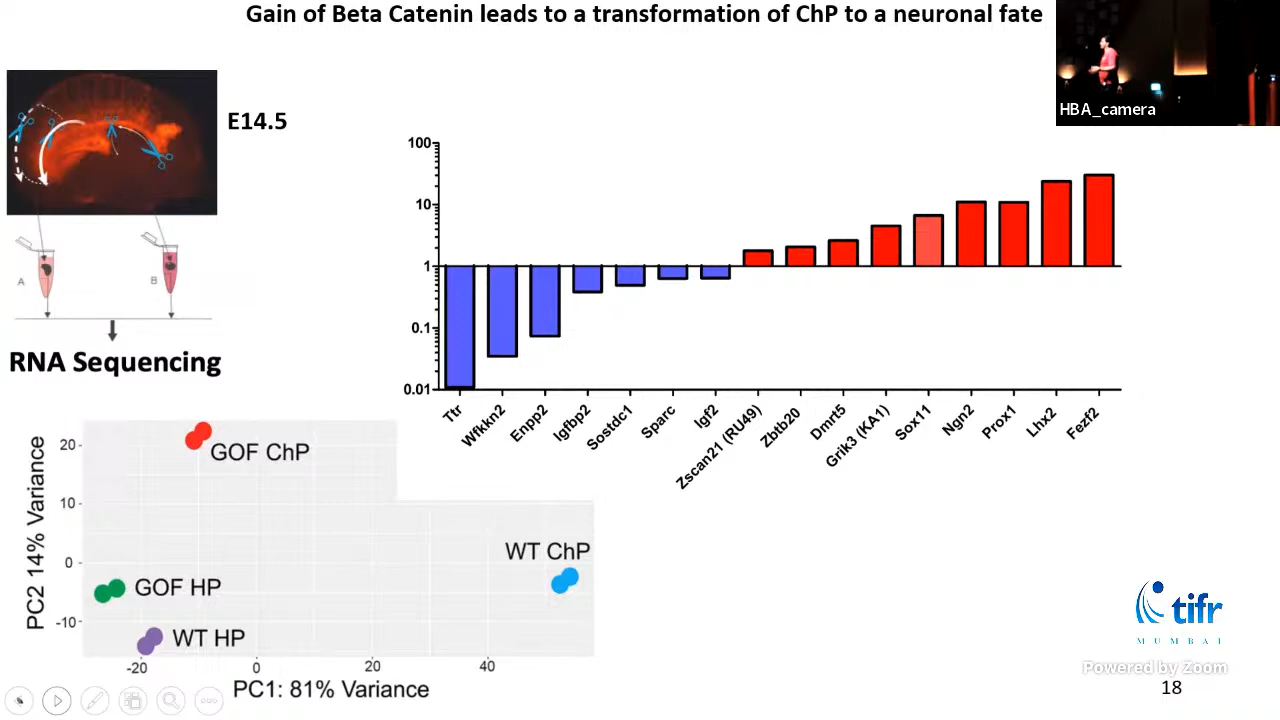 Gain of Beta Catenin leads to a transformation of ChP to a neuronal fate
HBA_camera
E14.5
A
B
RNA Sequencing
100
10
1
0.1
0.01
Ttr
Wfkkn2
Enpp2
Igfbp2
Sostdc1
Sparc
Igf2
Zscan21 (RU49)
Zbtb20
Dmrt5
Grik3 (KA1)
Sox11
Ngn2
Prox1
Lhx2
Fezf2
PC2 14% Variance
20
10
0
-10
GOF ChP
WT ChP
GOF HP
WT HP
-20
0
20
40
PC1: 81% Variance
tifr
MUMBAI
Powered by Zoom
18